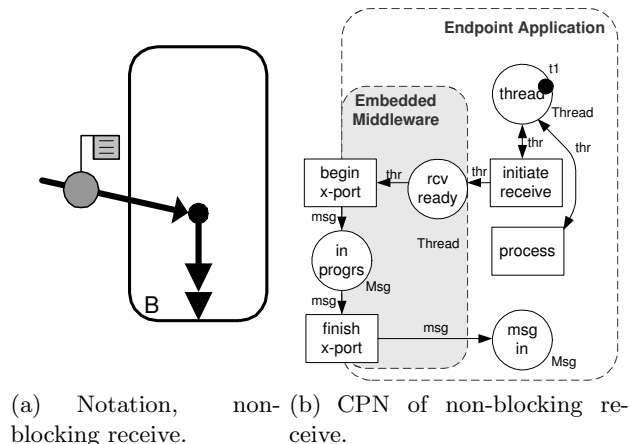 Endpoint Application
t1
thread
Thread
Embedded
Middleware
thr
thr
begin
x-port
thr
rcv
ready
thr
initiate
receive
msg
Thread
process
in
progrs
Msg
msg
finish
x-port
msg
msg
in
Msg
B
(a) Notation, non-
blocking receive.
(b) CPN of non-blocking re-
ceive.